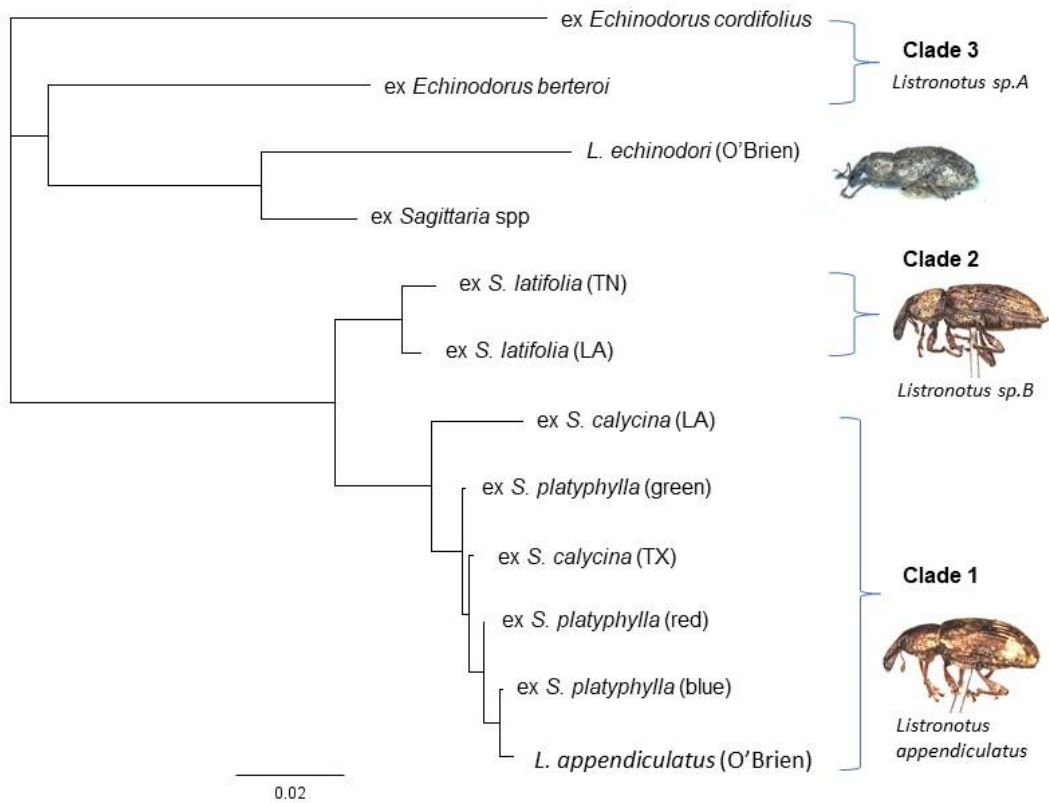 ex Echinodorus cordifolius
Clade 3
Listronotus sp.A
ex Echinodorus berteroi
L. echinodori (O'Brien)
ex Sagittaria spp
Clade 2
ex S. latifolia (TN)
ex S. latifolia (LA)
Listronotus sp.B
ex S. calycina (LA)
ex S. platyphylla (green)
ex S. calycina (TX)
Clade 1
ex S. platyphylla (red)
ex S. platyphylla (blue)
Listronotus
appendiculatus
L. appendiculatus (O'Brien)
0.02